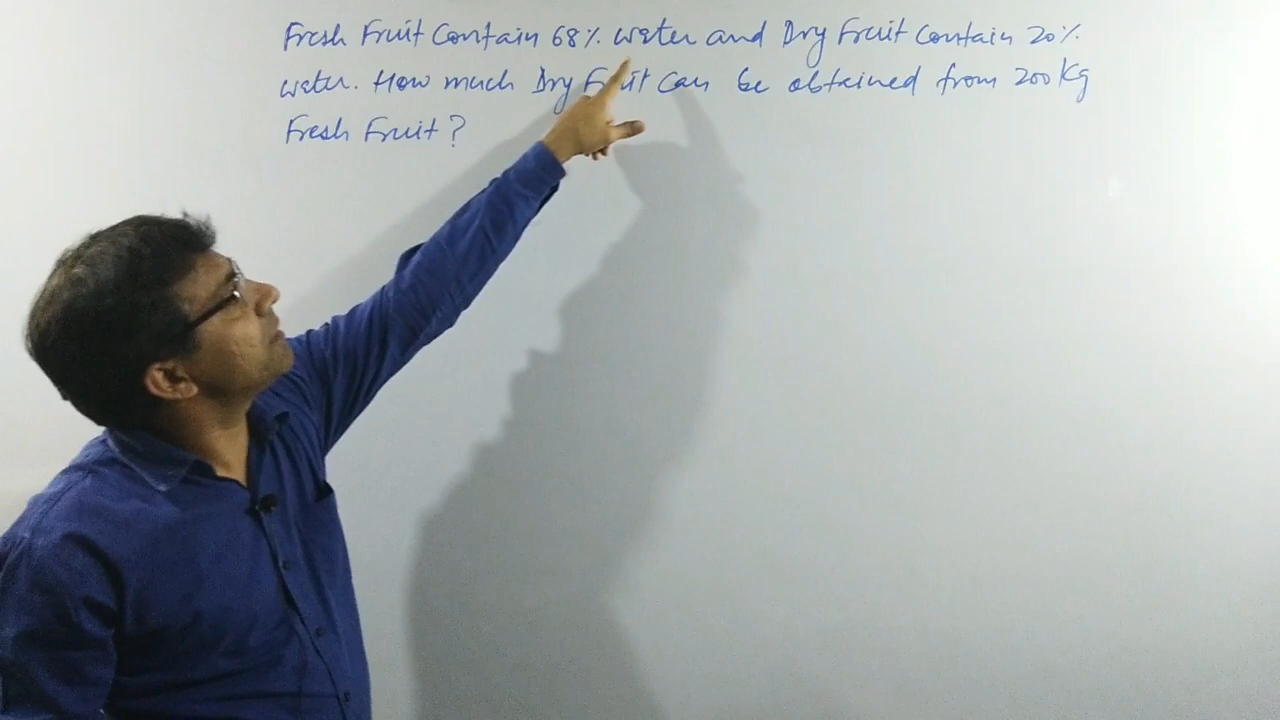 Fresh Fruit Contain 68% water and Dry Fruit Contain 20%
water. How much Dry Fruit Can be obtained from 200 Kg
Fresh Fruit?